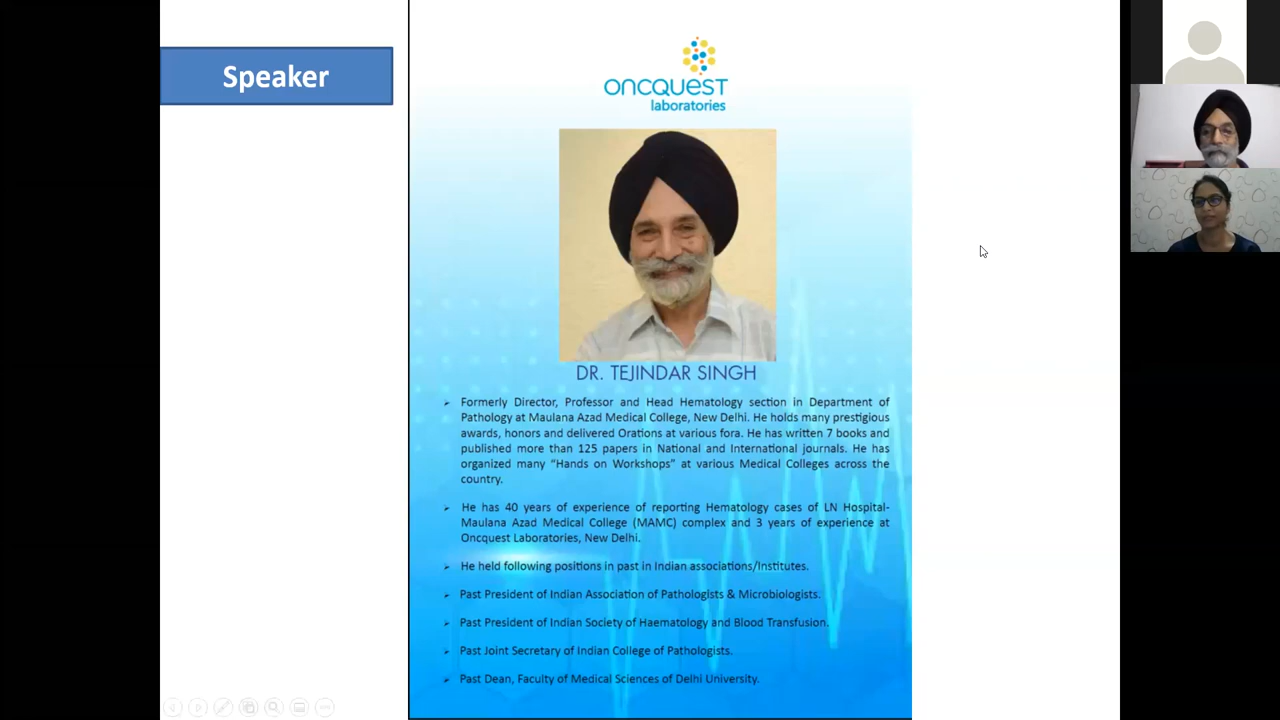 Speaker
oncquest
laboratories
DR. TEJINDAR SINGH
➢ Formerly Director, Professor and Head Hematology section in Department of
Pathology at Maulana Azad Medical College, New Delhi. He holds many prestigious
awards, honors and delivered Orations at various fora. He has written 7 books and
published more than 125 papers in National and International journals. He has
organized many “Hands on Workshops” at various Medical Colleges across the
country.
➢ He has 40 years of experience of reporting Hematology cases of LN Hospital-
Maulana Azad Medical College (MAMC) complex and 3 years of experience at
Oncquest Laboratories, New Delhi.
➢ He held following positions in past in Indian associations/Institutes.
➢ Past President of Indian Association of Pathologists & Microbiologists.
➢ Past President of Indian Society of Haematology and Blood Transfusion.
➢ Past Joint Secretary of Indian College of Pathologists.
➢ Past Dean, Faculty of Medical Sciences of Delhi University.